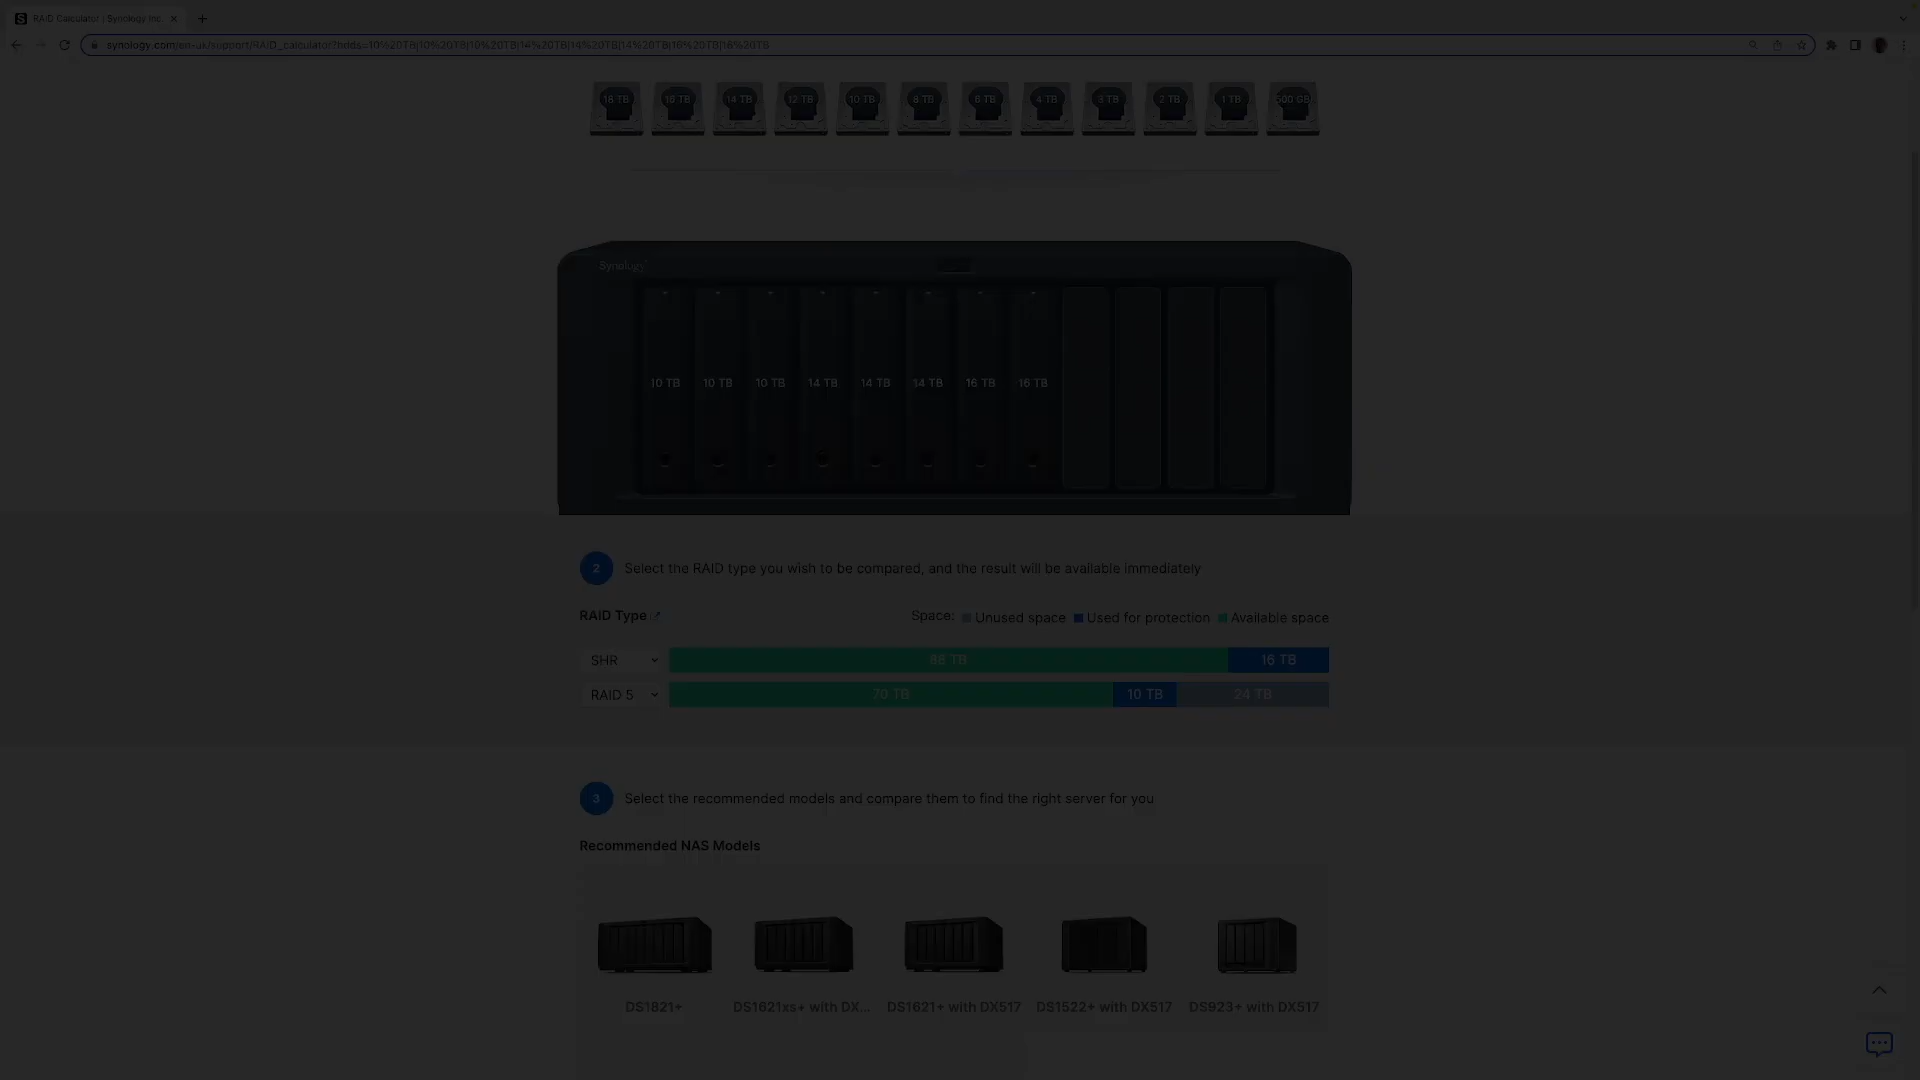 RAID Calculator | Synology Inc.
synology.com/en-uk/support/RAID_calculator?hdds=10%20TB|10%20TB|10%20TB|14%20TB|14%20TB|14%20TB|16%20TB|16%20TB
18 TB 16 TB 14 TB 12 TB 10 TB 8 TB 6 TB 4 TB 3 TB 2 TB 1 TB 500 GB
Synology
10 TB 10 TB 10 TB 14 TB 14 TB 14 TB 16 TB 16 TB
2 Select the RAID type you wish to be compared, and the result will be available immediately
RAID Type Space: Unused space Used for protection Available space
SHR 88 TB 16 TB
RAID 5 70 TB 10 TB 24 TB
3 Select the recommended models and compare them to find the right server for you
Recommended NAS Models
DS1821+ DS1621xs+ with DX... DS1621+ with DX517 DS1522+ with DX517 DS923+ with DX517